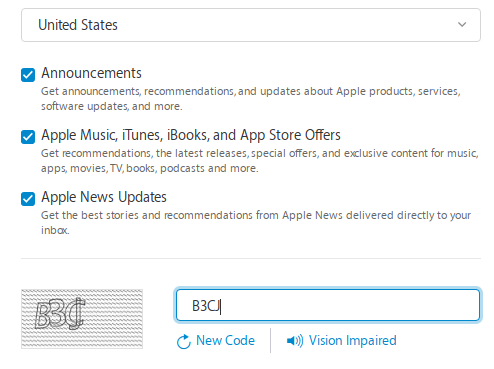 United States
Announcements
Get announcements, recommendations, and updates about Apple products, services,
software updates, and more.
Apple Music, iTunes, iBooks, and App Store Offers
Get recommendations, the latest releases, special offers, and exclusive content for music,
apps, movies, TV, books, podcasts and more.
Apple News Updates
Get the best stories and recommendations from Apple News delivered directly to your
inbox.
B3CJ
New Code
Vision Impaired